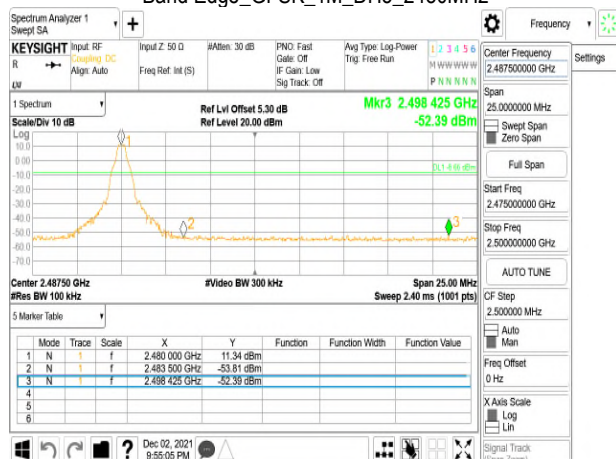 Band Edge_GFSK_1M_DH5_2480MHz
Spectrum Analyzer 1
Swept SA
Frequency
Settings
KEYSIGHT
Input: RF
Coupling: DC
Align: Auto
Input Z: 50 Ω
Freq Ref: Int (S)
#Atten: 30 dB
PNO: Fast
Gate: Off
IF Gain: Low
Sig Track: Off
Avg Type: Log-Power
Trig: Free Run
1 2 3 4 5 6
M W W W W W
P N N N N N
R
1 Spectrum
Scale/Div 10 dB
Log
Ref Lvl Offset 5.30 dB
Ref Level 20.00 dBm
Mkr3 2.498 425 GHz
-52.39 dBm
10.0
0.00
-10.0
-20.0
-30.0
-40.0
-50.0
-60.0
-70.0
1
2
3
Center 2.48750 GHz
#Res BW 100 kHz
#Video BW 300 kHz
Span 25.00 MHz
Sweep 2.40 ms (1001 pts)
5 Marker Table
Mode Trace Scale X Y Function Function Width Function Value
1 N 1 f 2.480 000 GHz 11.34 dBm
2 N 1 f 2.483 500 GHz -53.81 dBm
3 N 1 f 2.498 425 GHz -52.39 dBm
4
5
6
Center Frequency
2.487500000 GHz
Span
25.0000000 MHz
Swept Span
Zero Span
Full Span
Start Freq
2.475000000 GHz
Stop Freq
2.500000000 GHz
AUTO TUNE
CF Step
2.500000 MHz
Auto
Man
Freq Offset
0 Hz
X Axis Scale
Log
Lin
Signal Track
Dec 02, 2021
9:55:05 PM